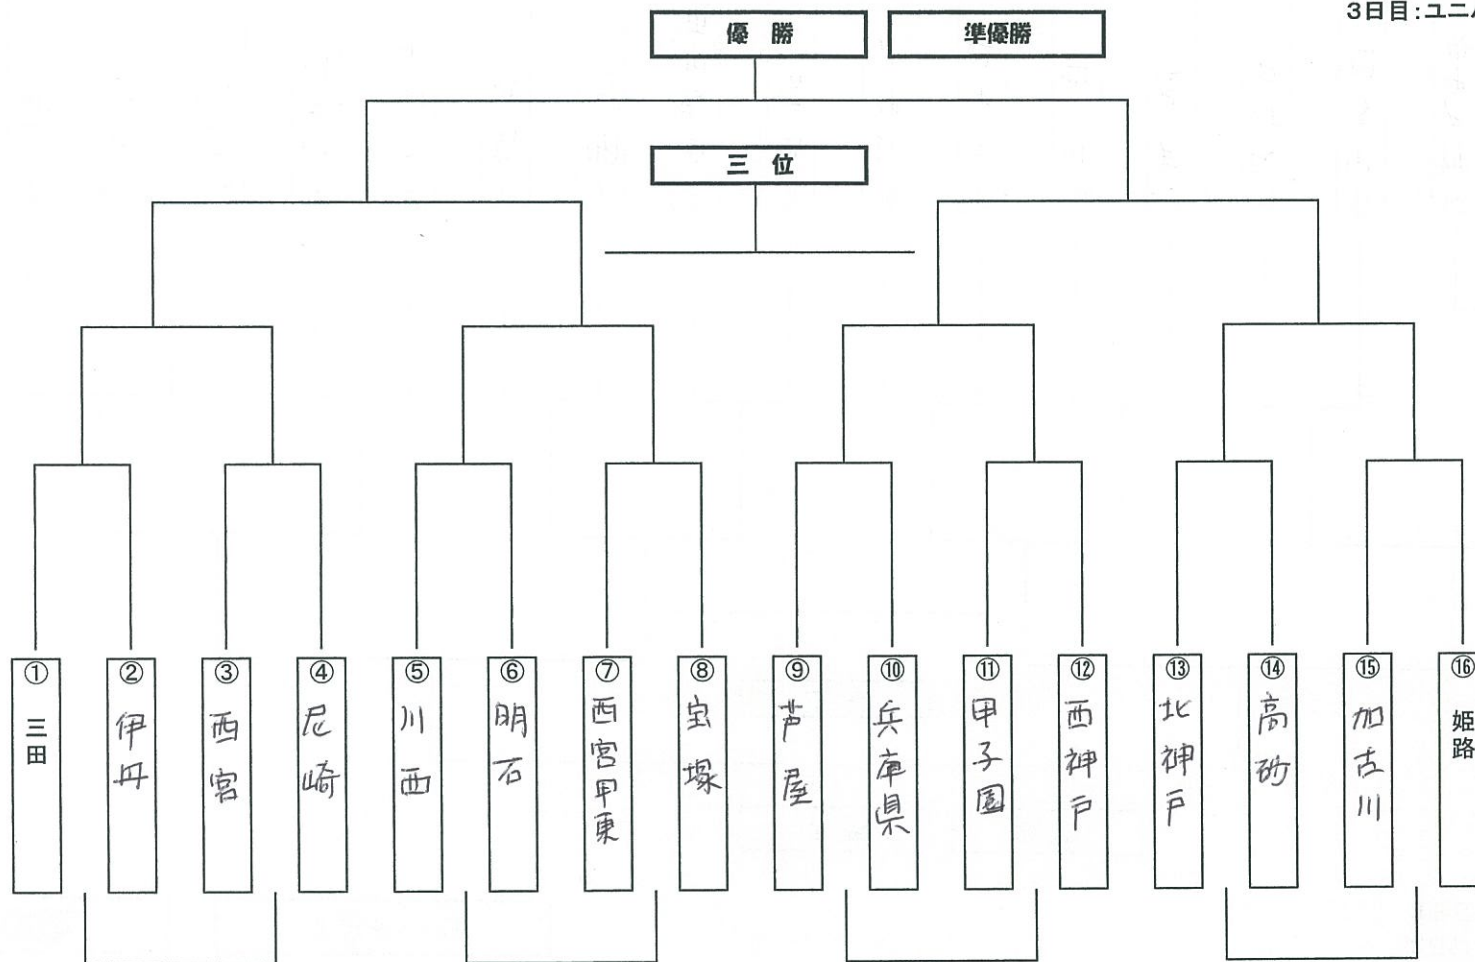 3日目:ユニ
優 勝
準優勝
三 位
① 三田
② 伊丹
③ 西宮
④ 尼崎
⑤ 川西
⑥ 明石
⑦ 西宮甲東
⑧ 宝塚
⑨ 芦屋
⑩ 兵庫県
⑪ 甲子園
⑫ 西神戸
⑬ 北神戸
⑭ 高砂
⑮ 加古川
⑯ 姫路